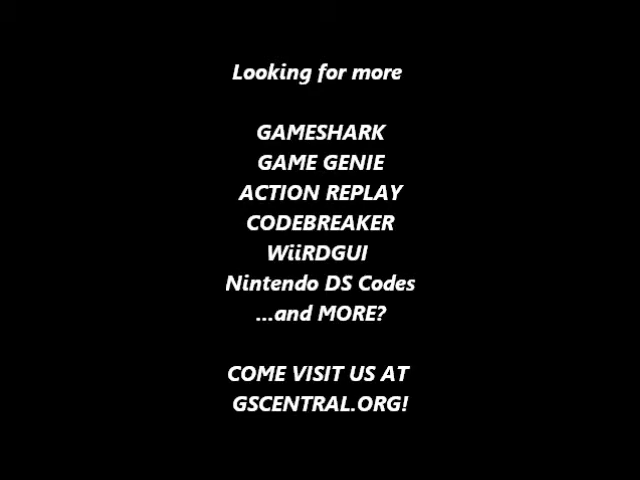 Looking for more
GAMESHARK
GAME GENIE
ACTION REPLAY
CODEBREAKER
WiiRDGUI
Nintendo DS Codes
...and MORE?
COME VISIT US AT
GSCENTRAL.ORG!